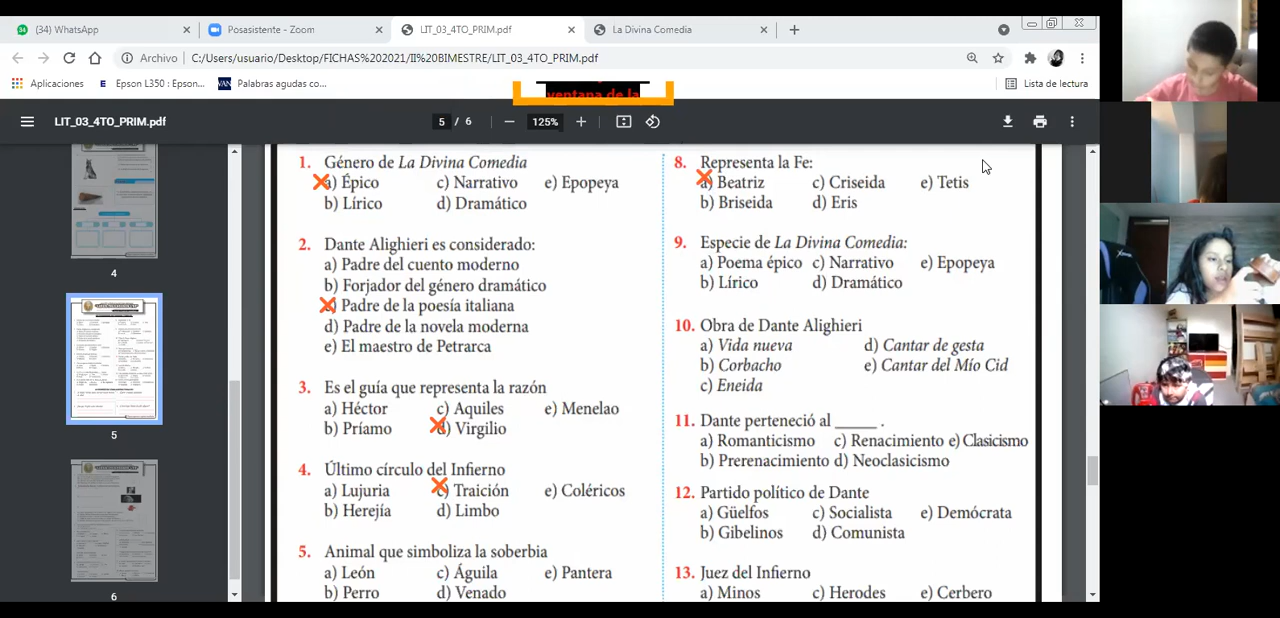 (34) WhatsApp
Posasistente - Zoom
LIT_03_4TO_PRIM.pdf
La Divina Comedia
Archivo
C:/Users/usuario/Desktop/FICHAS%202021/II%20BIMESTRE/LIT_03_4TO_PRIM.pdf
Aplicaciones
Epson L350 : Epson...
Palabras agudas co...
Lista de lectura
ventana de la
LIT_03_4TO_PRIM.pdf
5 / 6
125%
4
5
6
1. Género de La Divina Comedia
a) Épico c) Narrativo e) Epopeya
b) Lírico d) Dramático
2. Dante Alighieri es considerado:
a) Padre del cuento moderno
b) Forjador del género dramático
Padre de la poesía italiana
d) Padre de la novela moderna
e) El maestro de Petrarca
3. Es el guía que representa la razón
a) Héctor c) Aquiles e) Menelao
b) Príamo d) Virgilio
4. Último círculo del Infierno
a) Lujuria c) Traición e) Coléricos
b) Herejía d) Limbo
5. Animal que simboliza la soberbia
a) León c) Águila e) Pantera
b) Perro d) Venado
8. Representa la Fe:
a) Beatriz c) Criseida e) Tetis
b) Briseida d) Eris
9. Especie de La Divina Comedia:
a) Poema épico c) Narrativo e) Epopeya
b) Lírico d) Dramático
10. Obra de Dante Alighieri
a) Vida nueva d) Cantar de gesta
b) Corbacho e) Cantar del Mío Cid
c) Eneida
11. Dante perteneció al _____ .
a) Romanticismo c) Renacimiento e) Clasicismo
b) Prerenacimiento d) Neoclasicismo
12. Partido político de Dante
a) Güelfos c) Socialista e) Demócrata
b) Gibelinos d) Comunista
13. Juez del Infierno
a) Minos c) Herodes e) Cerbero